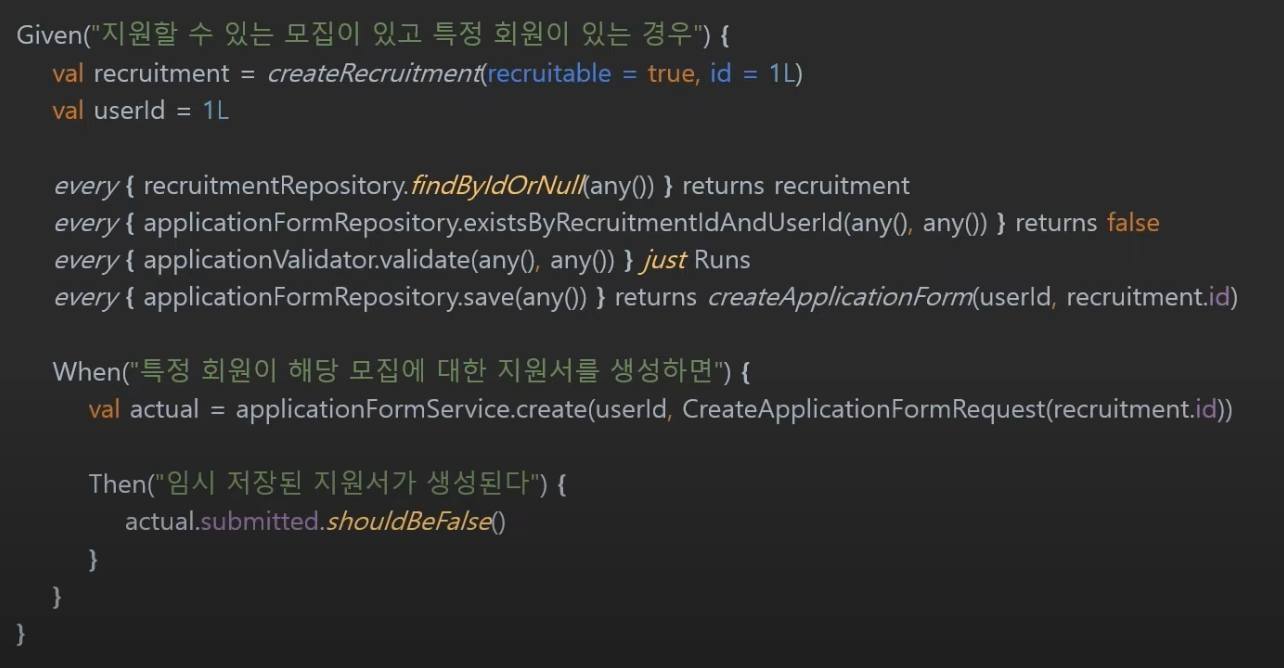 Given("지원할 수 있는 모집이 있고 특정 회원이 있는 경우") {
    val recruitment = createRecruitment(recruitable = true, id = 1L)
    val userId = 1L

    every { recruitmentRepository.findByIdOrNull(any()) } returns recruitment
    every { applicationFormRepository.existsByRecruitmentIdAndUserId(any(), any()) } returns false
    every { applicationValidator.validate(any(), any()) } just Runs
    every { applicationFormRepository.save(any()) } returns createApplicationForm(userId, recruitment.id)

    When("특정 회원이 해당 모집에 대한 지원서를 생성하면") {
        val actual = applicationFormService.create(userId, CreateApplicationFormRequest(recruitment.id))

        Then("임시 저장된 지원서가 생성된다") {
            actual.submitted.shouldBeFalse()
        }
    }
}